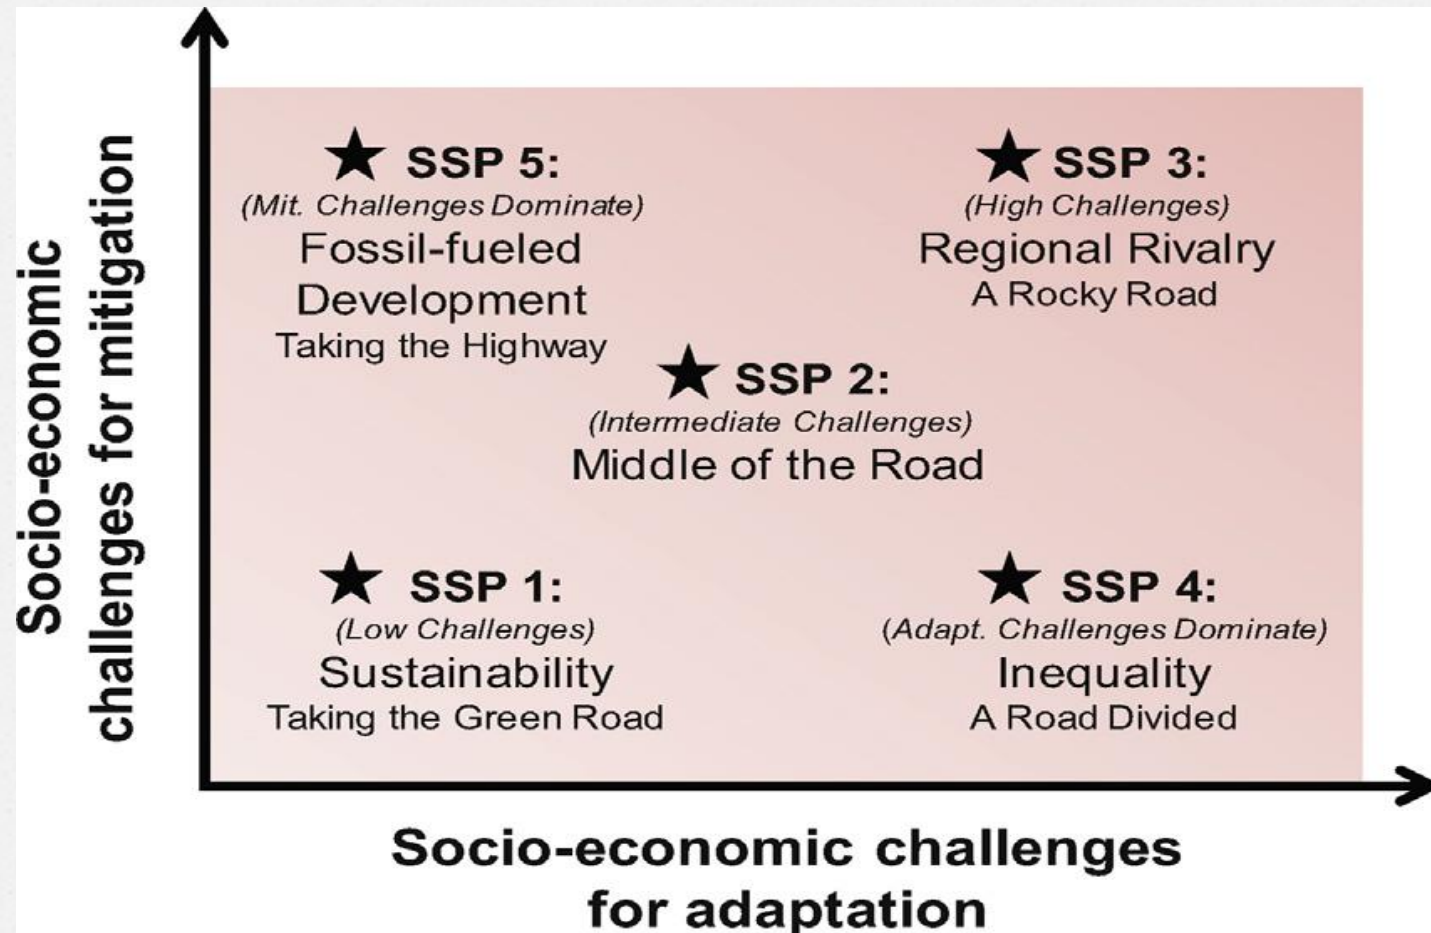 Socio-economic
challenges for mitigation
SSP 5:
(Mit. Challenges Dominate)
Fossil-fueled
Development
Taking the Highway
SSP 3:
(High Challenges)
Regional Rivalry
A Rocky Road
SSP 2:
(Intermediate Challenges)
Middle of the Road
SSP 1:
(Low Challenges)
Sustainability
Taking the Green Road
SSP 4:
(Adapt. Challenges Dominate)
Inequality
A Road Divided
Socio-economic challenges
for adaptation